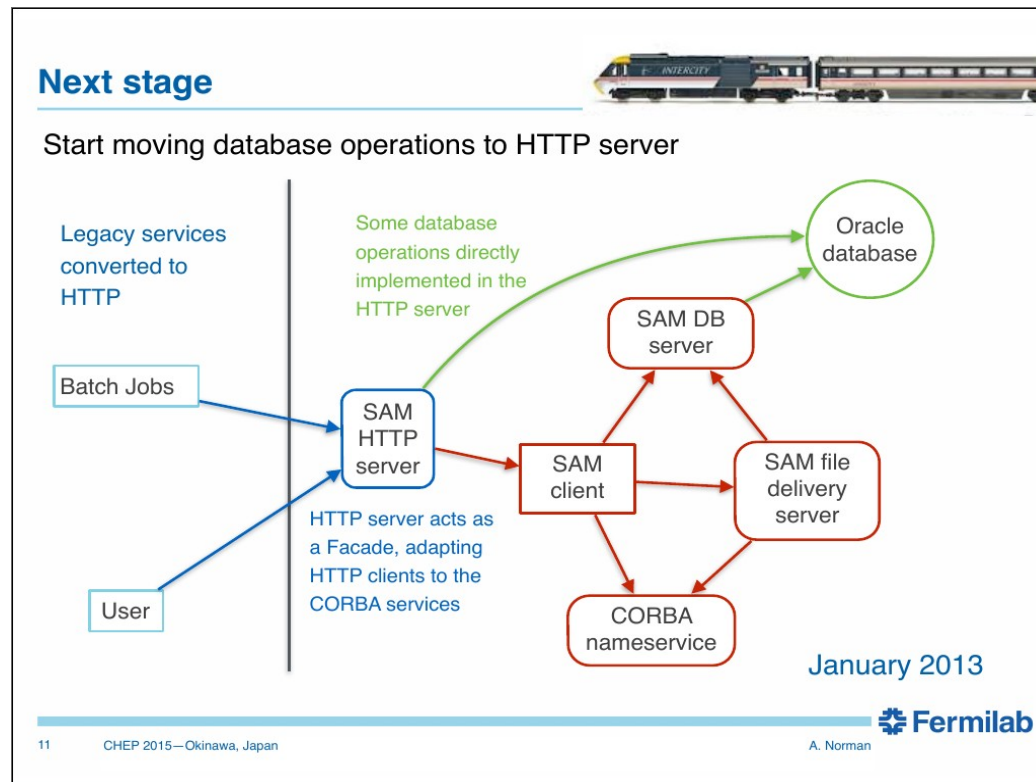 Next stage
INTERCITY
Start moving database operations to HTTP server
Legacy services
converted to
HTTP
Some database
operations directly
implemented in the
HTTP server
Oracle
database
SAM DB
server
Batch Jobs
SAM
HTTP
server
SAM
client
SAM file
delivery
server
HTTP server acts as
a Facade, adapting
HTTP clients to the
CORBA services
User
CORBA
nameservice
January 2013
Fermilab
11
CHEP 2015—Okinawa, Japan
A. Norman